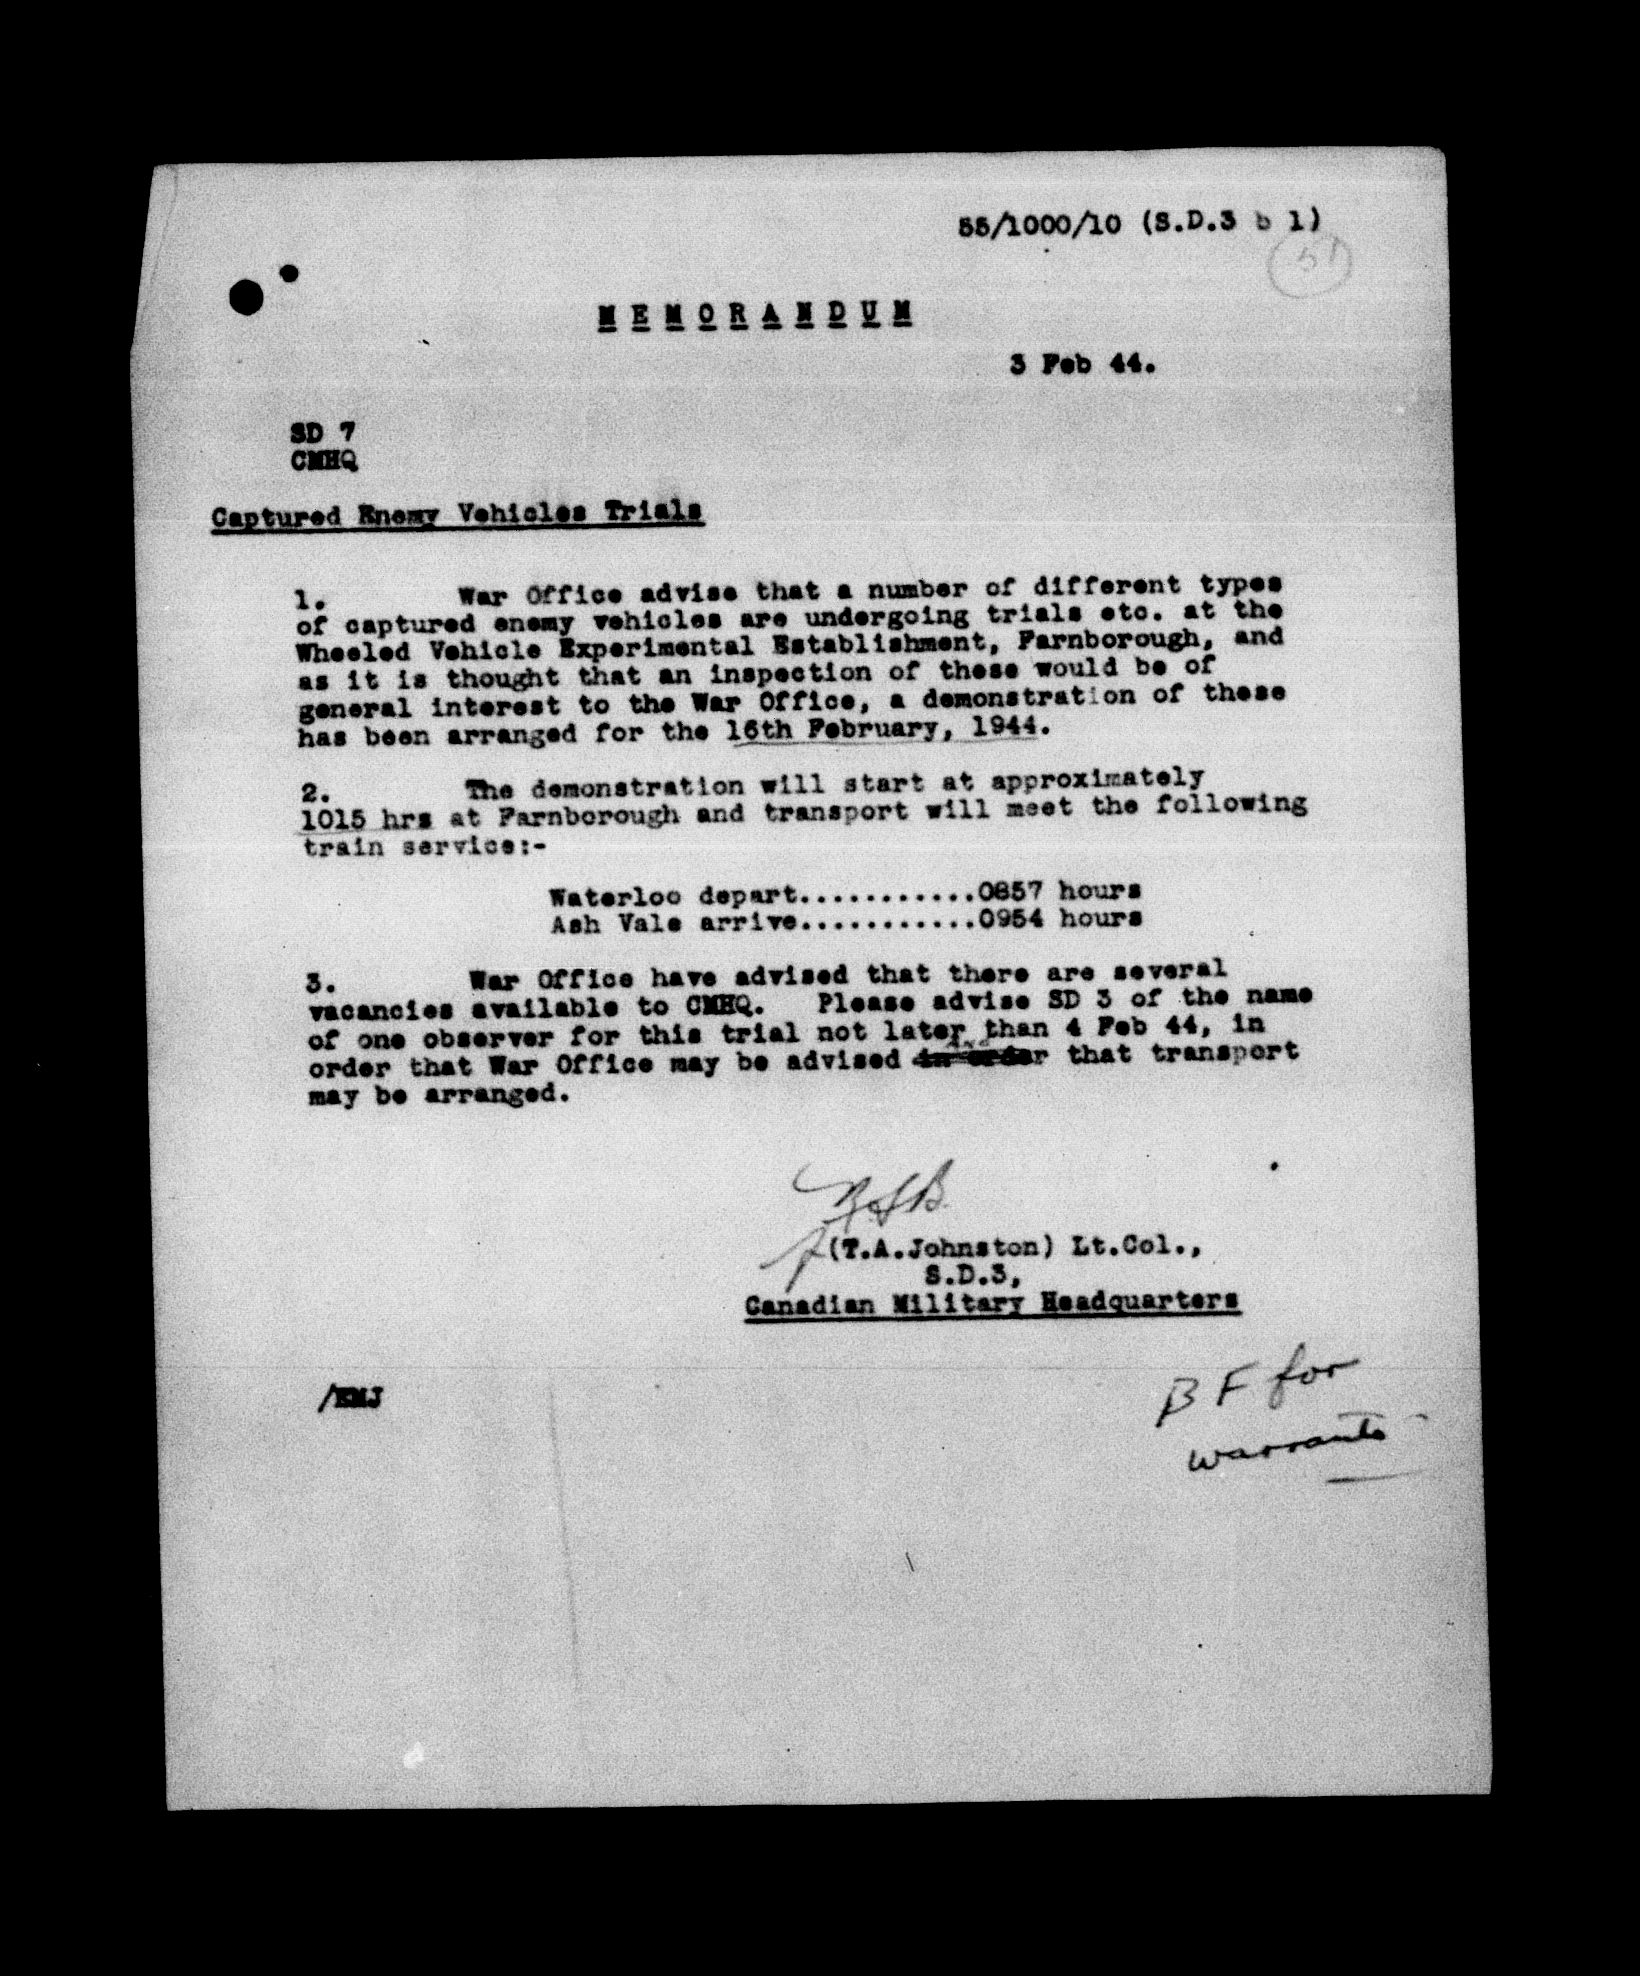 55/1000/10 (S.D.3 b 1)
51
MEMORANDUM
3 Feb 44.
SD 7
CMHQ
Captured Enemy Vehicles Trials
1. War Office advise that a number of different types
of captured enemy vehicles are undergoing trials etc. at the
Wheeled Vehicle Experimental Establishment, Farnborough, and
as it is thought that an inspection of these would be of
general interest to the War Office, a demonstration of these
has been arranged for the 16th February, 1944.
2. The demonstration will start at approximately
1015 hrs at Farnborough and transport will meet the following
train service:-
Waterloo depart...........0857 hours
Ash Vale arrive...........0954 hours
3. War Office have advised that there are several
vacancies available to CMHQ. Please advise SD 3 of the name
of one observer for this trial not later than 4 Feb 44, in
and
order that War Office may be advised in order that transport
may be arranged.
(T.A.Johnston) Lt.Col.,
S.D.3,
Canadian Military Headquarters
/EMJ
B F for
warrants